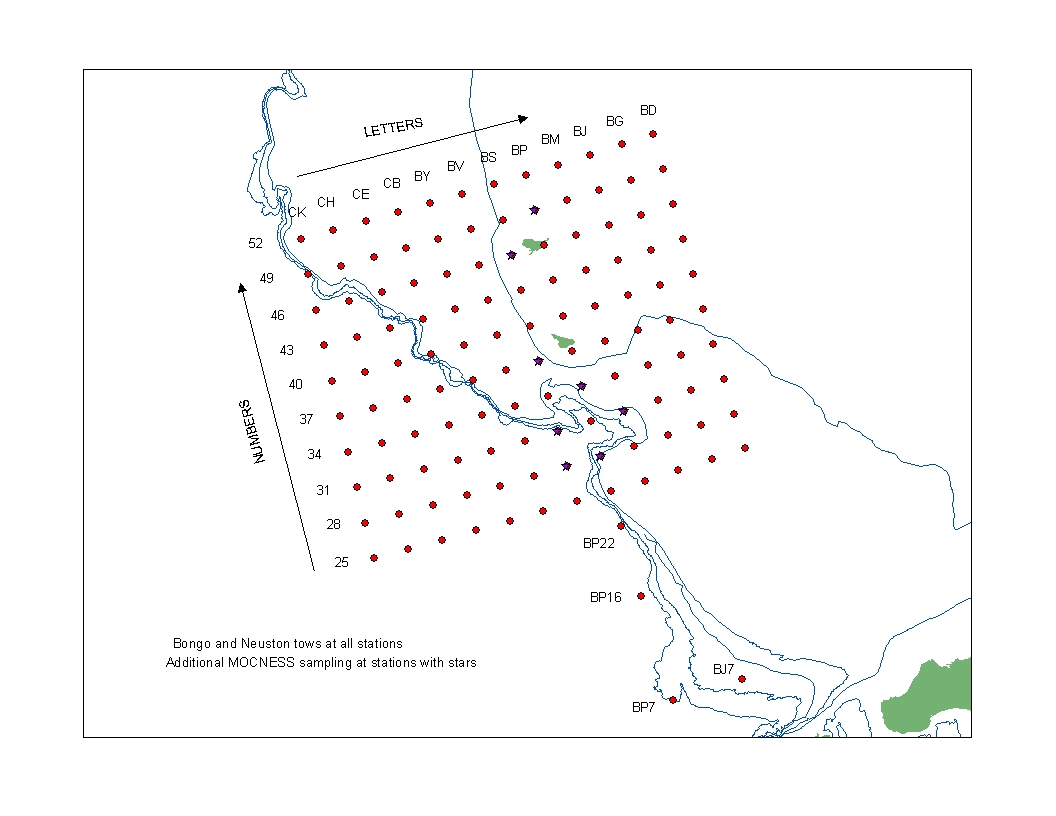 BD
BG
BJ
BM
BP
BS
BV
BY
CB
CE
CH
CK
LETTERS
52
49
46
43
40
37
34
31
28
25
NUMBERS
BP22
BP16
BJ7
BP7
Bongo and Neuston tows at all stations
Additional MOCNESS sampling at stations with stars